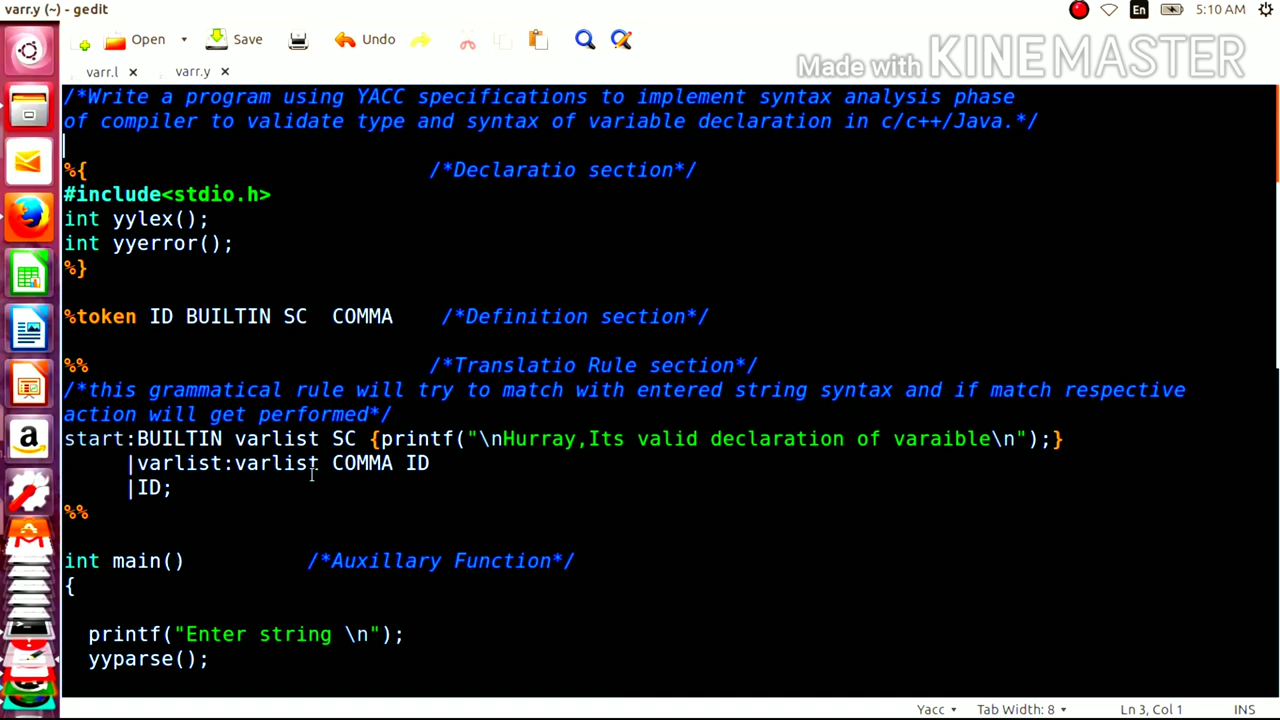 varr.y (~) - gedit
En
5:10 AM
Open
Save
Undo
Made with KINEMASTER
varr.l ×
varr.y ×
/*Write a program using YACC specifications to implement syntax analysis phase
of compiler to validate type and syntax of variable declaration in c/c++/Java.*/
%{ /*Declaratio section*/
#include<stdio.h>
int yylex();
int yyerror();
%}
%token ID BUILTIN SC COMMA /*Definition section*/
%% /*Translatio Rule section*/
/*this grammatical rule will try to match with entered string syntax and if match respective
action will get performed*/
start:BUILTIN varlist SC {printf("\nHurray,Its valid declaration of varaible\n");}
|varlist:varlist COMMA ID
|ID;
%%
int main() /*Auxillary Function*/
{
printf("Enter string \n");
yyparse();
Yacc
Tab Width: 8
Ln 3, Col 1
INS